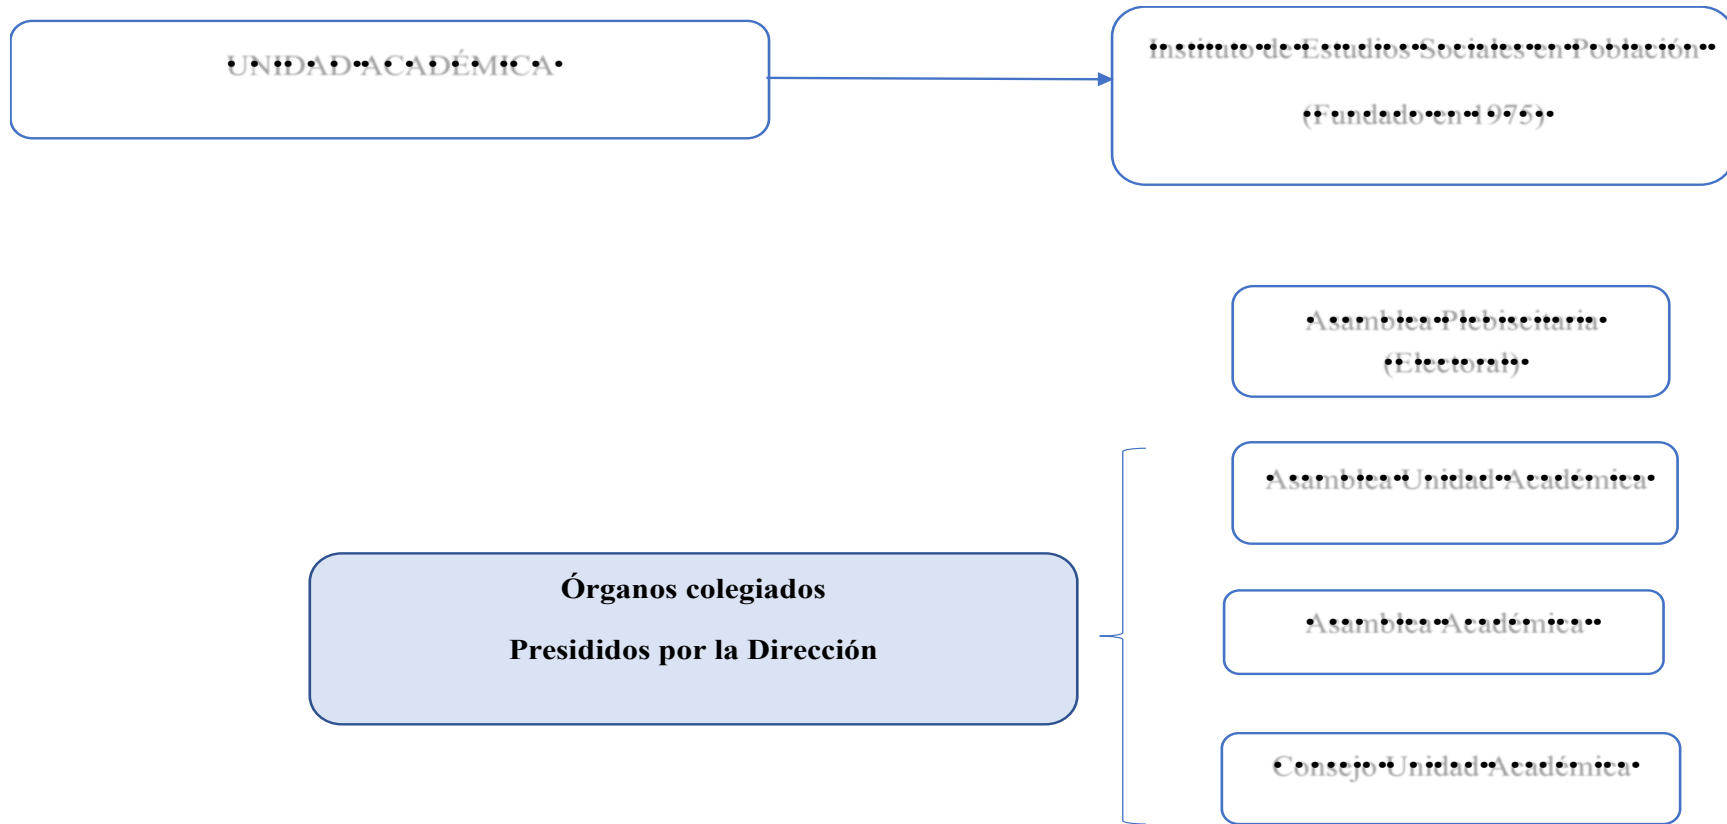 UNIDAD ACADÉMICA
Instituto de Estudios Sociales en Población
(Fundado en 1975)
Asamblea Plebiscitaria
(Electoral)
Asamblea Unidad Académica
Órganos colegiados
Presididos por la Dirección
Asamblea Académica
Consejo Unidad Académica